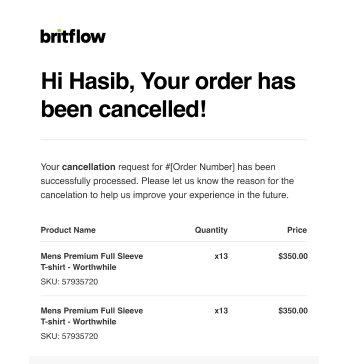 britflow
Hi Hasib, Your order has
been cancelled!
Your cancellation request for #[Order Number] has been
successfully processed. Please let us know the reason for the
cancelation to help us improve your experience in the future.
Product Name Quantity Price
Mens Premium Full Sleeve x13 $350.00
T-shirt - Worthwhile
SKU: 57935720
Mens Premium Full Sleeve x13 $350.00
T-shirt - Worthwhile
SKU: 57935720